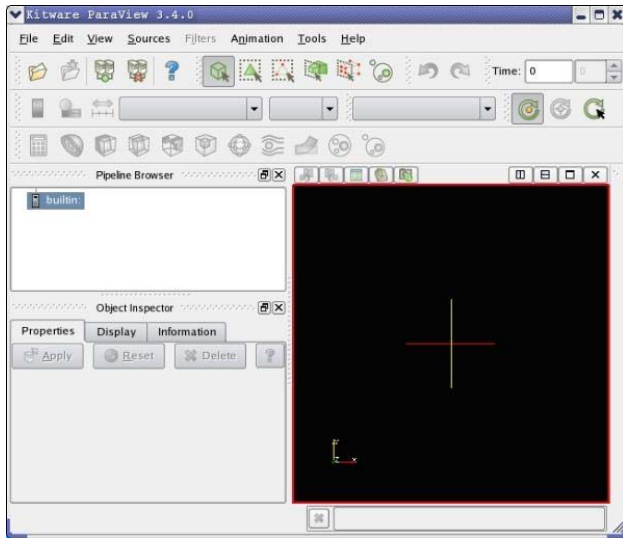 Kitware ParaView 3.4.0
File Edit View Sources Filters Animation Tools Help
Time: 0 0
Pipeline Browser
builtin:
Object Inspector
Properties Display Information
Apply Reset Delete ?